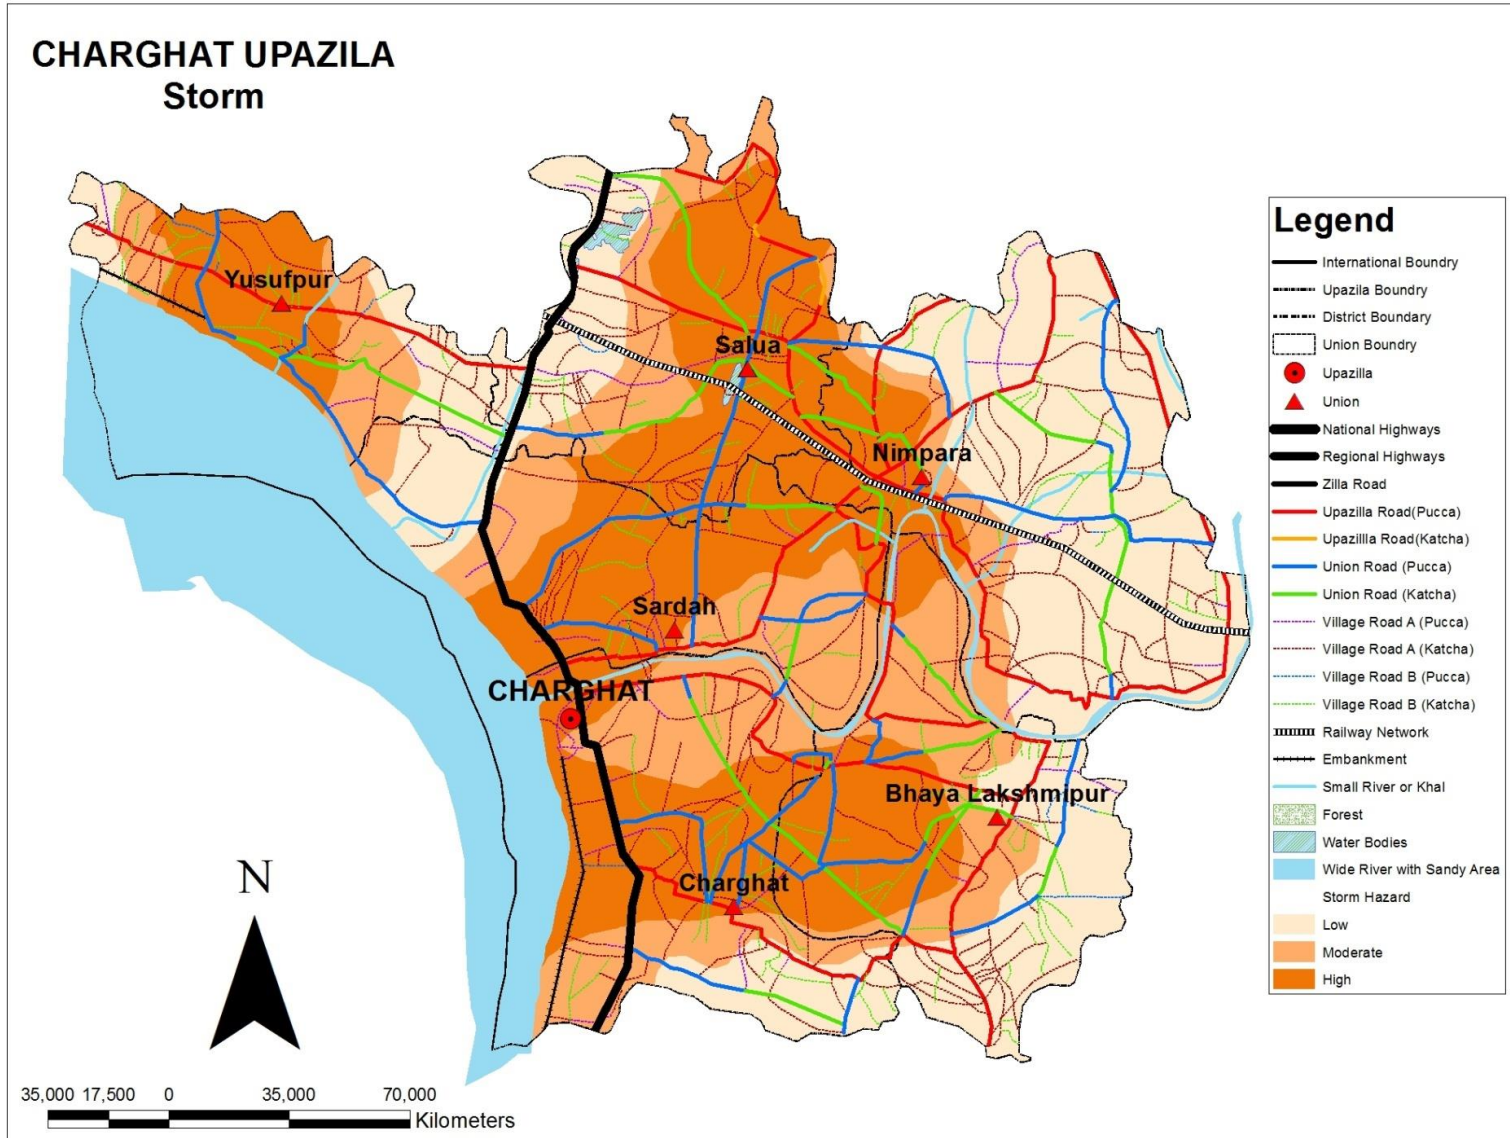 CHARGHAT UPAZILA
Storm
Yusufpur
Salua
Nimpara
Sardah
CHARGHAT
Bhaya Lakshmipur
Charghat
N
35,000 17,500 0 35,000 70,000
Kilometers
Legend
International Boundry
Upazila Boundry
District Boundary
Union Boundry
Upazilla
Union
National Highways
Regional Highways
Zilla Road
Upazilla Road(Pucca)
Upazillla Road(Katcha)
Union Road (Pucca)
Union Road (Katcha)
Village Road A (Pucca)
Village Road A (Katcha)
Village Road B (Pucca)
Village Road B (Katcha)
Railway Network
Embankment
Small River or Khal
Forest
Water Bodies
Wide River with Sandy Area
Storm Hazard
Low
Moderate
High